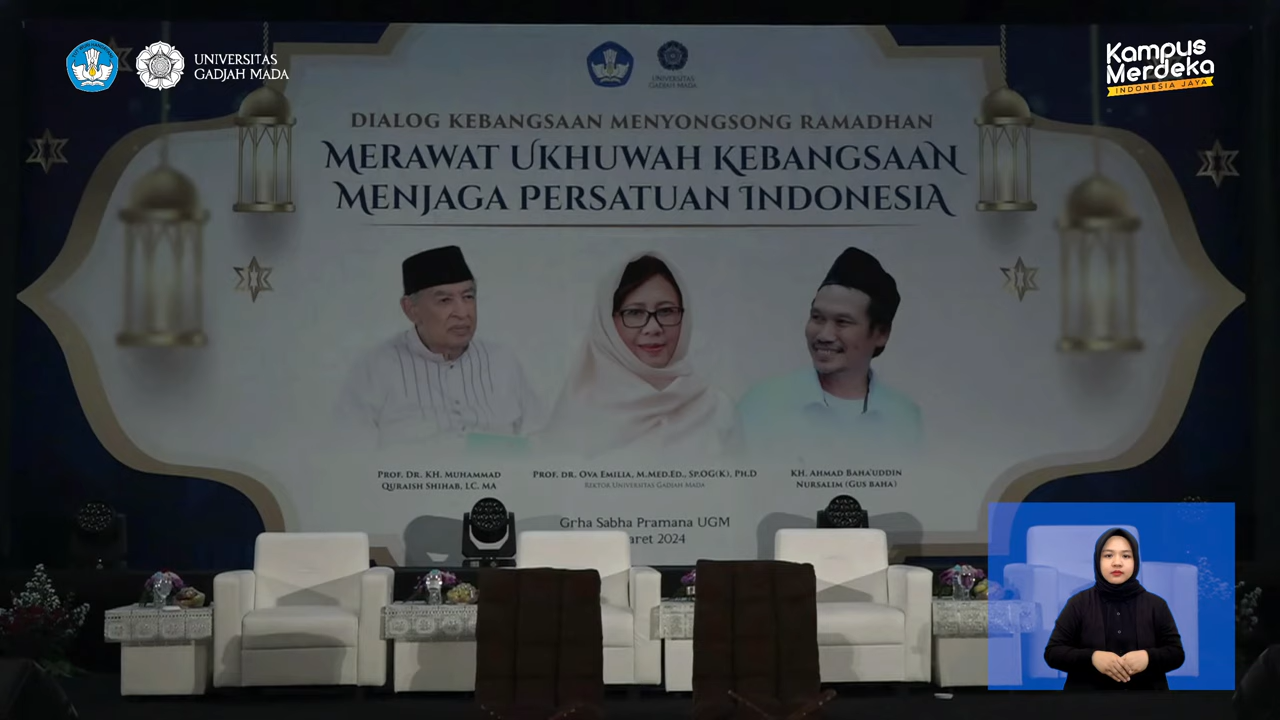 UNIVERSITAS
GADJAH MADA
Kampus
Merdeka
INDONESIA JAYA
UNIVERSITAS
GADJAH MADA
DIALOG KEBANGSAAN MENYONGSONG RAMADHAN
MERAWAT UKHUWAH KEBANGSAAN
MENJAGA PERSATUAN INDONESIA
PROF. DR. KH. MUHAMMAD
QURAISH SHIHAB, LC. MA
PROF. DR. OVA EMILIA, M.MED.ED., SP.OG(K), PH.D
REKTOR UNIVERSITAS GADJAH MADA
KH. AHMAD BAHA'UDDIN
NURSALIM (GUS BAHA)
Grha Sabha Pramana UGM
2024